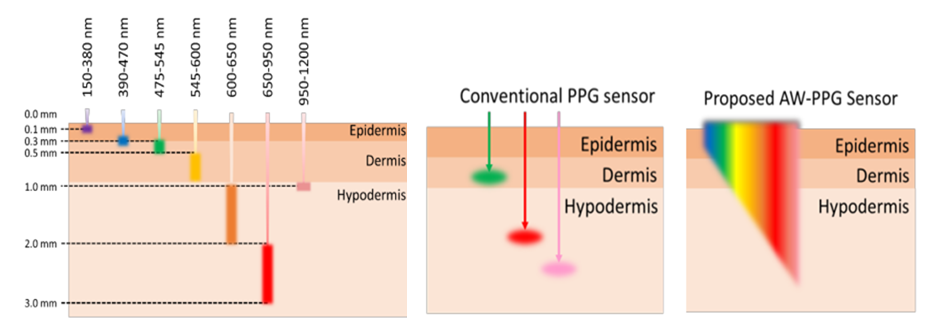 150-380 nm
390-470 nm
475-545 nm
545-600 nm
600-650 nm
650-950 nm
950-1200 nm
0.0 mm
0.1 mm
0.3 mm
0.5 mm
1.0 mm
2.0 mm
3.0 mm
Epidermis
Dermis
Hypodermis
Conventional PPG sensor
Epidermis
Dermis
Hypodermis
Proposed AW-PPG Sensor
Epidermis
Dermis
Hypodermis